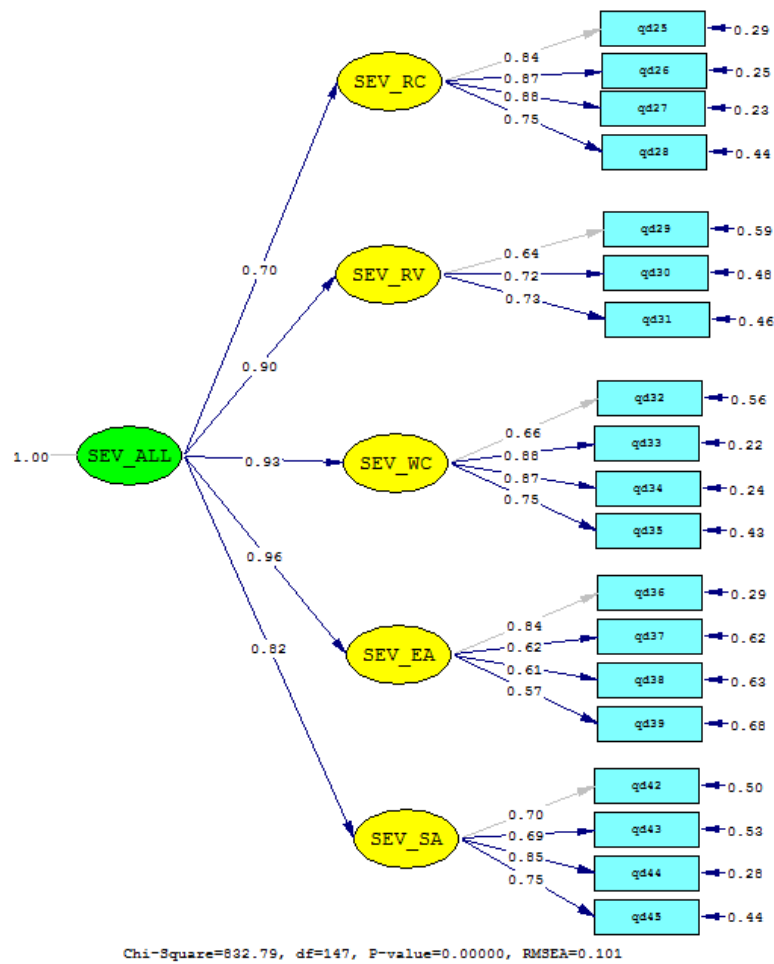 qd25
0.29
0.84
qd26
0.25
SEV_RC
0.87
0.88
qd27
0.23
0.75
qd28
0.44
0.70
qd29
0.59
0.64
SEV_RV
0.72
qd30
0.48
0.73
qd31
0.46
0.90
qd32
0.56
0.66
qd33
0.22
1.00
SEV_ALL
0.93
SEV_WC
0.88
0.87
qd34
0.24
0.75
qd35
0.43
0.96
qd36
0.29
0.84
qd37
0.62
0.82
SEV_EA
0.62
0.61
qd38
0.63
0.57
qd39
0.68
qd42
0.50
0.70
qd43
0.53
SEV_SA
0.69
0.85
qd44
0.28
0.75
qd45
0.44
Chi-Square=832.79, df=147, P-value=0.00000, RMSEA=0.101